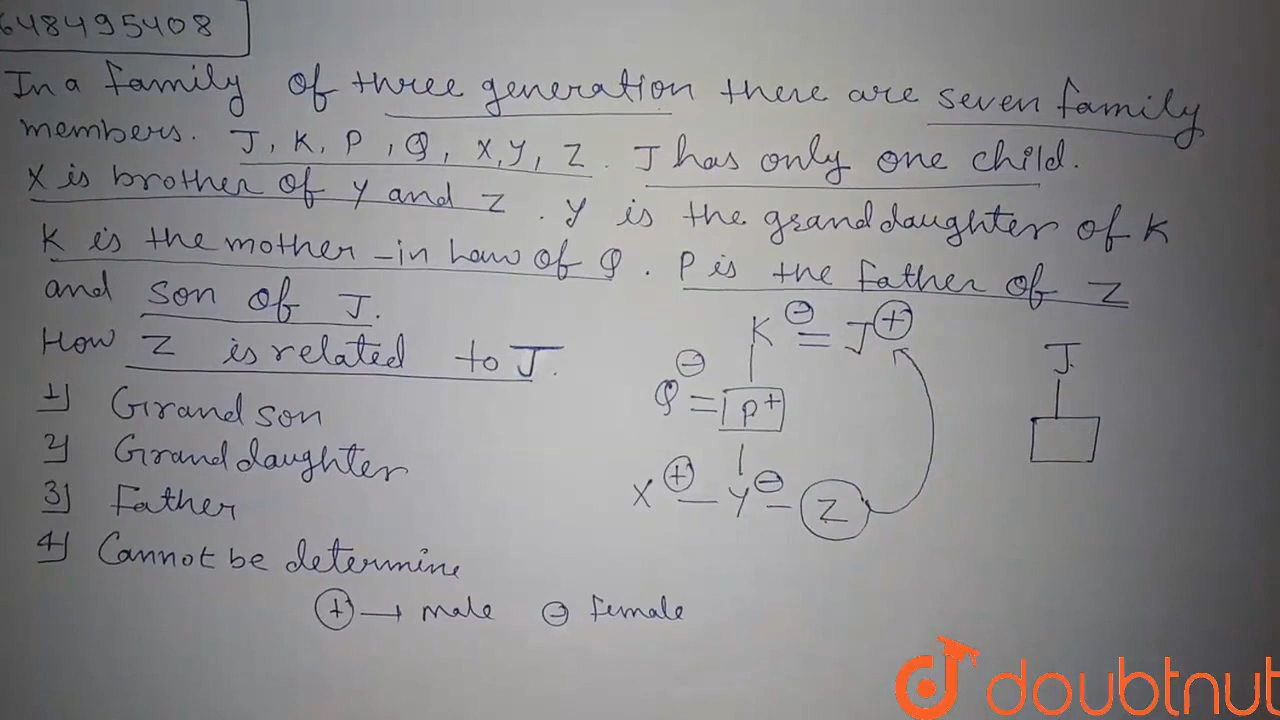 648495408
In a family of three generation there are seven family
members. J, K, P, Q, X, Y, Z. J has only one child.
X is brother of Y and Z. Y is the granddaughter of K
K is the mother-in law of Q. P is the father of Z
and son of J.
How Z is related to J.
1) Grandson
2) Granddaughter
3) Father
4) Cannot be determine
K ⊖ = J ⊕
Q ⊖ = P+
X ⊕ - Y ⊖ - Z
J
⊕ → male ⊖ female
doubtnut